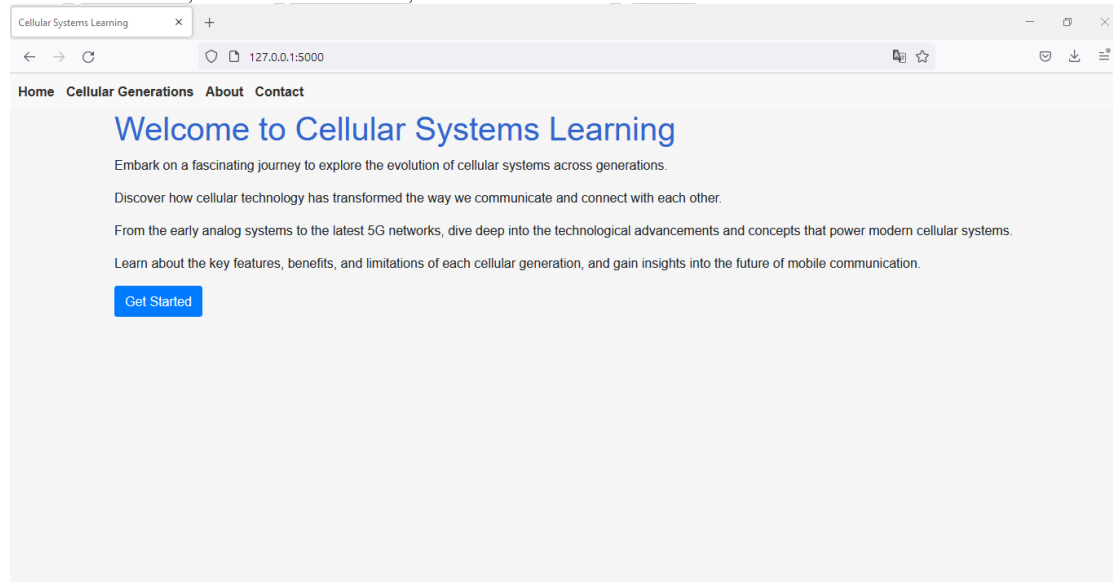 Cellular Systems Learning
127.0.0.1:5000
Home Cellular Generations About Contact
Welcome to Cellular Systems Learning
Embark on a fascinating journey to explore the evolution of cellular systems across generations.
Discover how cellular technology has transformed the way we communicate and connect with each other.
From the early analog systems to the latest 5G networks, dive deep into the technological advancements and concepts that power modern cellular systems.
Learn about the key features, benefits, and limitations of each cellular generation, and gain insights into the future of mobile communication.
Get Started